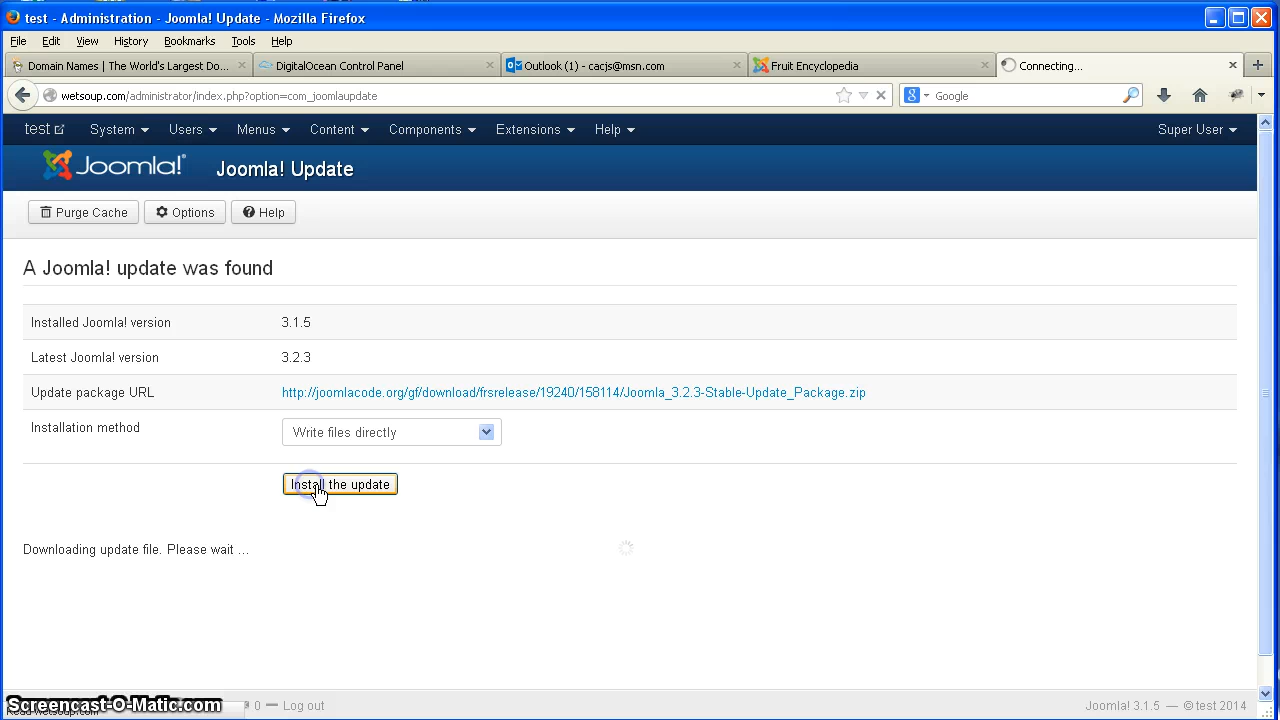 test - Administration - Joomla! Update - Mozilla Firefox
File Edit View History Bookmarks Tools Help
Domain Names | The World's Largest Do...
DigitalOcean Control Panel
Outlook (1) - cacjs@msn.com
Fruit Encyclopedia
Connecting...
wetsoup.com/administrator/index.php?option=com_joomlaupdate
Google
test System Users Menus Content Components Extensions Help Super User
Joomla!® Joomla! Update
Purge Cache Options Help
A Joomla! update was found
Installed Joomla! version 3.1.5
Latest Joomla! version 3.2.3
Update package URL http://joomlacode.org/gf/download/frsrelease/19240/158114/Joomla_3.2.3-Stable-Update_Package.zip
Installation method Write files directly
Install the update
Downloading update file. Please wait ...
Screencast-O-Matic.com
0 — Log out
Joomla! 3.1.5 — © test 2014